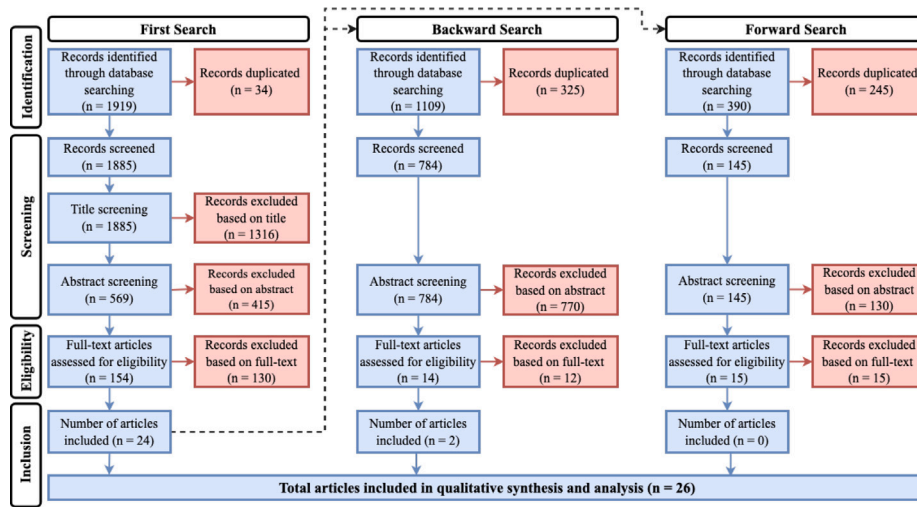 First Search
Backward Search
Forward Search
Identification
Records identified
through database
searching
(n = 1919)
Records duplicated
(n = 34)
Records identified
through database
searching
(n = 1109)
Records duplicated
(n = 325)
Records identified
through database
searching
(n = 390)
Records duplicated
(n = 245)
Screening
Records screened
(n = 1885)
Records screened
(n = 784)
Records screened
(n = 145)
Title screening
(n = 1885)
Records excluded
based on title
(n = 1316)
Abstract screening
(n = 569)
Records excluded
based on abstract
(n = 415)
Abstract screening
(n = 784)
Records excluded
based on abstract
(n = 770)
Abstract screening
(n = 145)
Records excluded
based on abstract
(n = 130)
Eligibility
Full-text articles
assessed for eligibility
(n = 154)
Records excluded
based on full-text
(n = 130)
Full-text articles
assessed for eligibility
(n = 14)
Records excluded
based on full-text
(n = 12)
Full-text articles
assessed for eligibility
(n = 15)
Records excluded
based on full-text
(n = 15)
Inclusion
Number of articles
included (n = 24)
Number of articles
included (n = 2)
Number of articles
included (n = 0)
Total articles included in qualitative synthesis and analysis (n = 26)